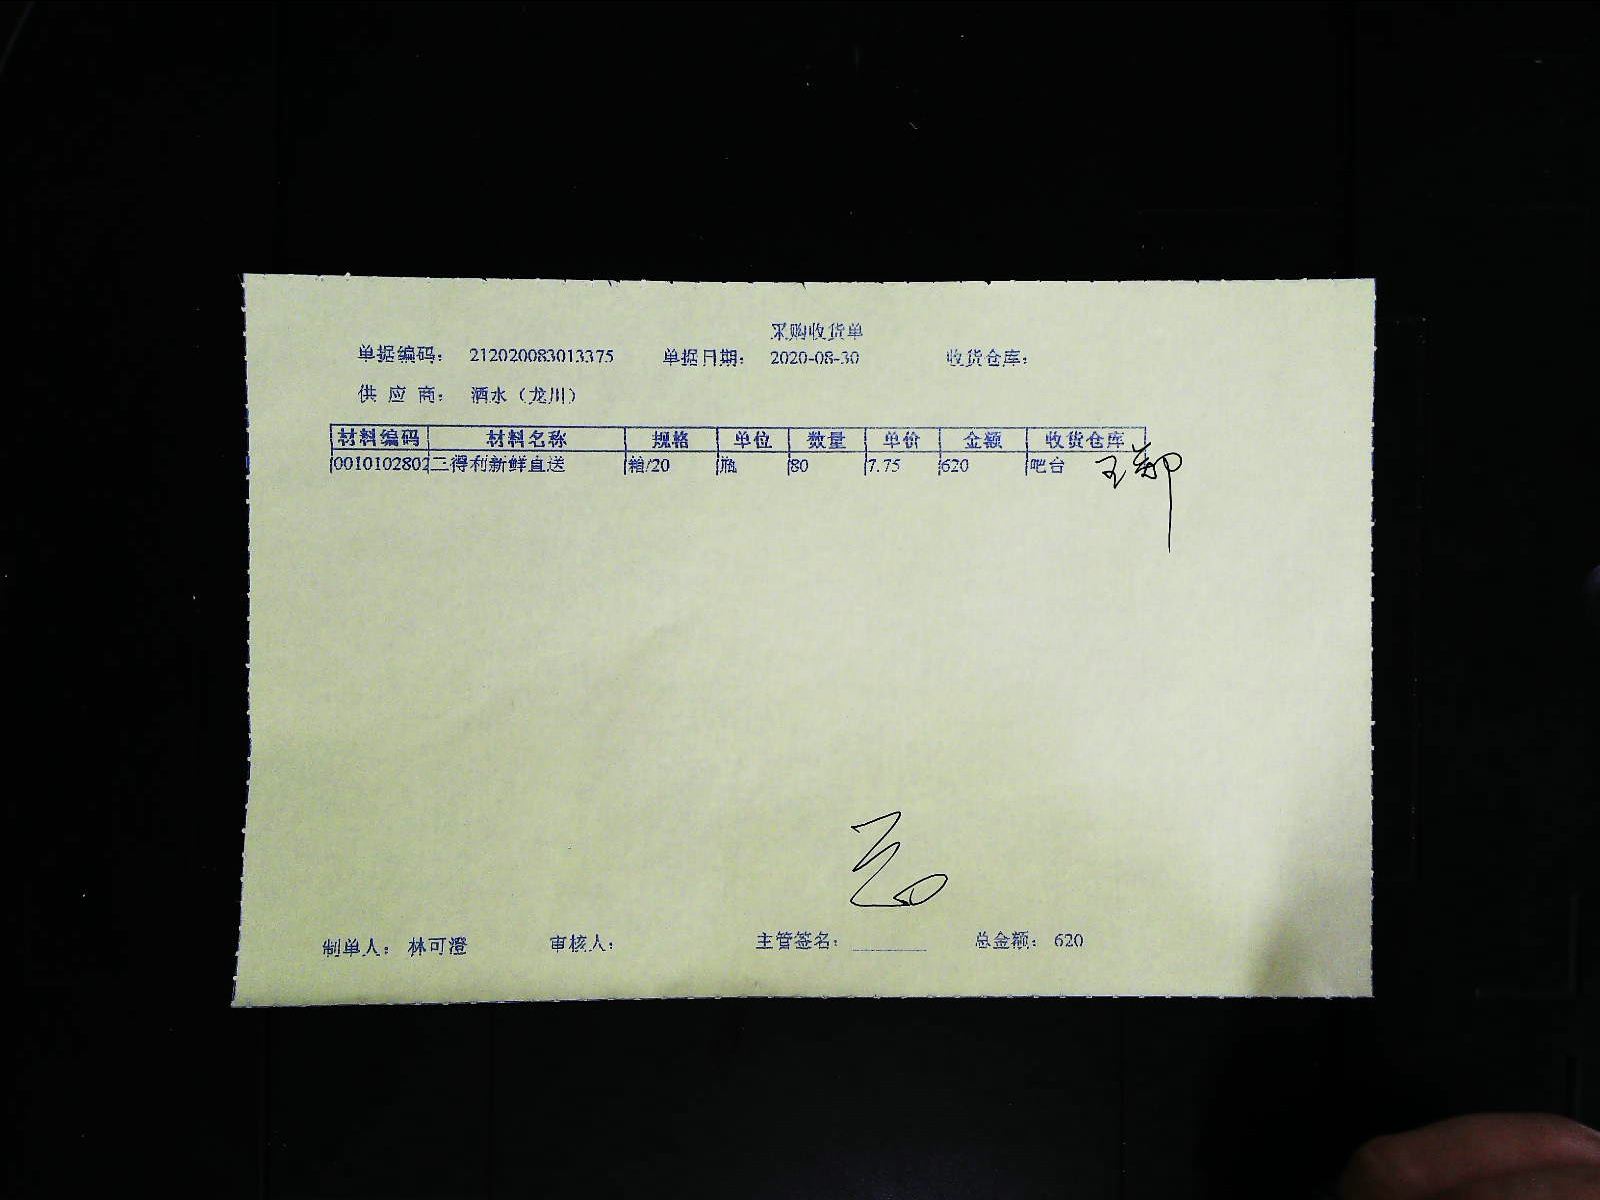 采购收货单
单据编码： 212020083013375 单据日期： 2020-08-30 收货仓库：
供 应 商： 酒水（龙川）
材料编码 材料名称 规格 单位 数量 单价 金额 收货仓库
0010102802 三得利新鲜直送 箱/20 瓶 80 7.75 620 吧台
制单人： 林可澄 审核人： 主管签名： ________ 总金额： 620